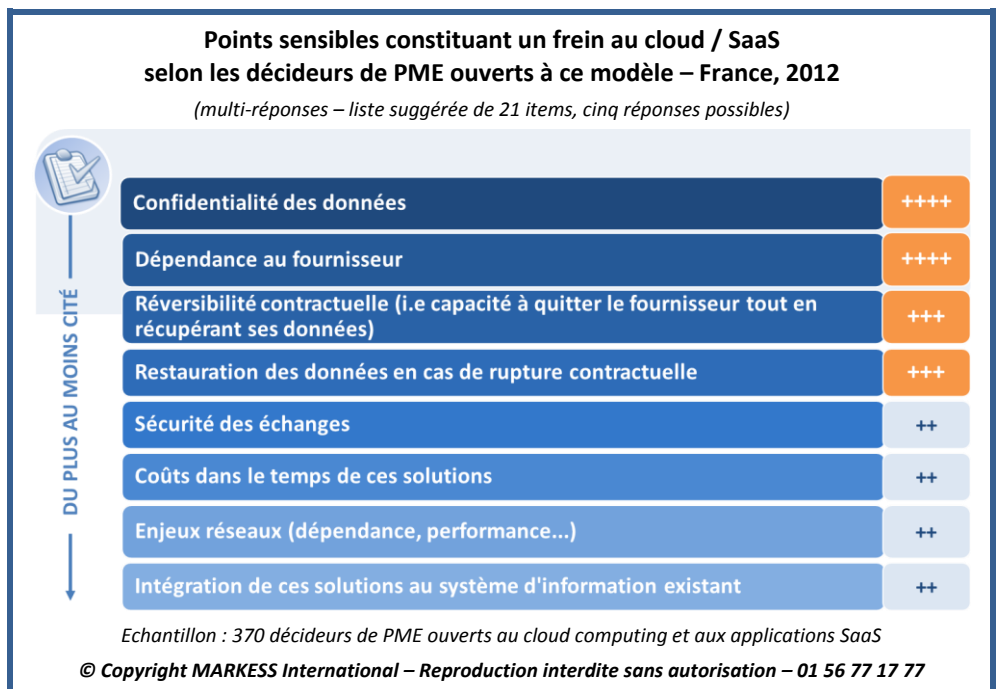 Points sensibles constituant un frein au cloud / SaaS
selon les décideurs de PME ouverts à ce modèle – France, 2012
(multi-réponses – liste suggérée de 21 items, cinq réponses possibles)
DU PLUS AU MOINS CITÉ
Confidentialité des données ++++
Dépendance au fournisseur ++++
Réversibilité contractuelle (i.e capacité à quitter le fournisseur tout en
récupérant ses données) +++
Restauration des données en cas de rupture contractuelle +++
Sécurité des échanges ++
Coûts dans le temps de ces solutions ++
Enjeux réseaux (dépendance, performance...) ++
Intégration de ces solutions au système d'information existant ++
Echantillon : 370 décideurs de PME ouverts au cloud computing et aux applications SaaS
© Copyright MARKESS International – Reproduction interdite sans autorisation – 01 56 77 17 77